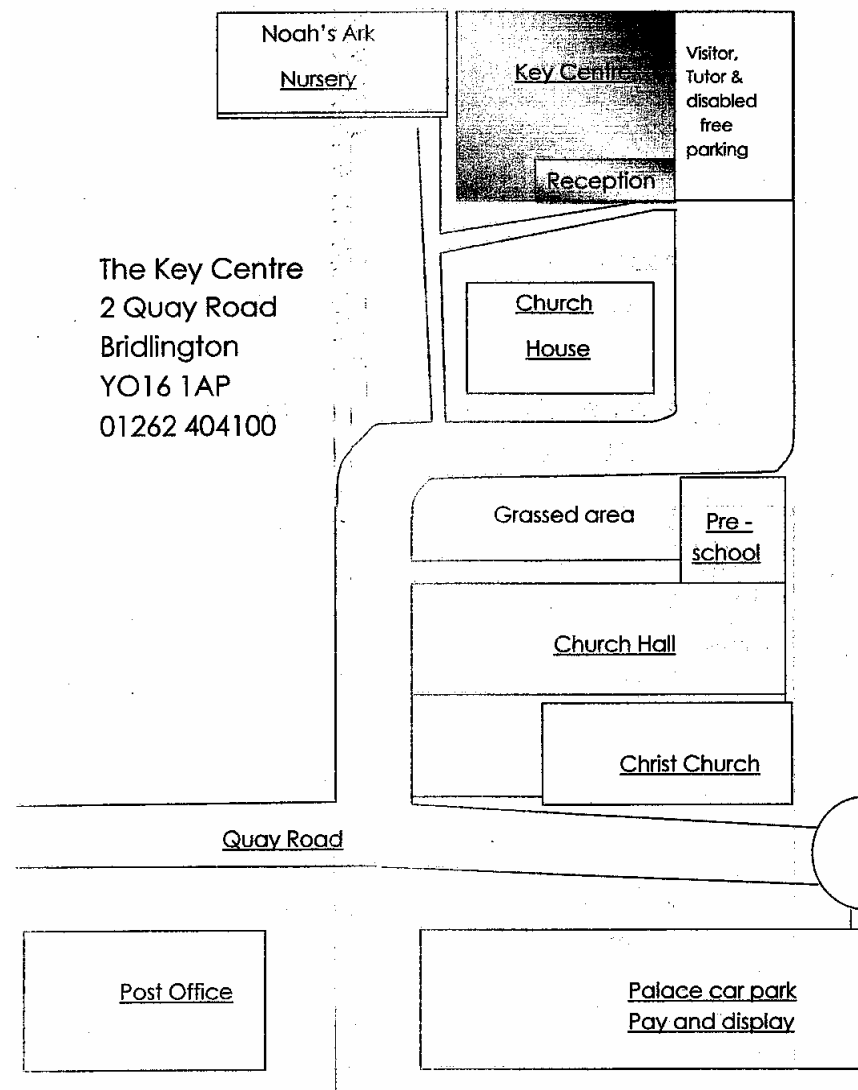 Noah's Ark
Nursery
Key Centre
Reception
Visitor,
Tutor &
disabled
free
parking
The Key Centre
2 Quay Road
Bridlington
YO16 1AP
01262 404100
Church
House
Grassed area
Pre -
school
Church Hall
Christ Church
Quay Road
Post Office
Palace car park
Pay and display